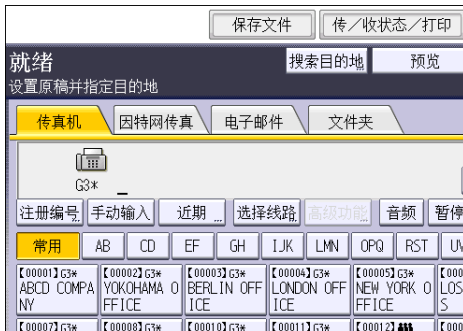 保存文件 传／收状态／打印
就绪 搜索目的地 预览
设置原稿并指定目的地
传真机 因特网传真 电子邮件 文件夹
G3* _
注册编号 手动输入 近期 选择线路 高级功能 音频 暂停
常用 AB CD EF GH IJK LMN OPQ RST UV
【00001】G3* 【00002】G3* 【00003】G3* 【00004】G3* 【00005】G3* 【000
ABCD COMPA YOKOHAMA O BERLIN OFF LONDON OFF NEW YORK O LOS
NY FFICE ICE ICE FFICE S
【00007】G3* 【00008】G3* 【00010】G3* 【00011】G3* 【00012】 【000